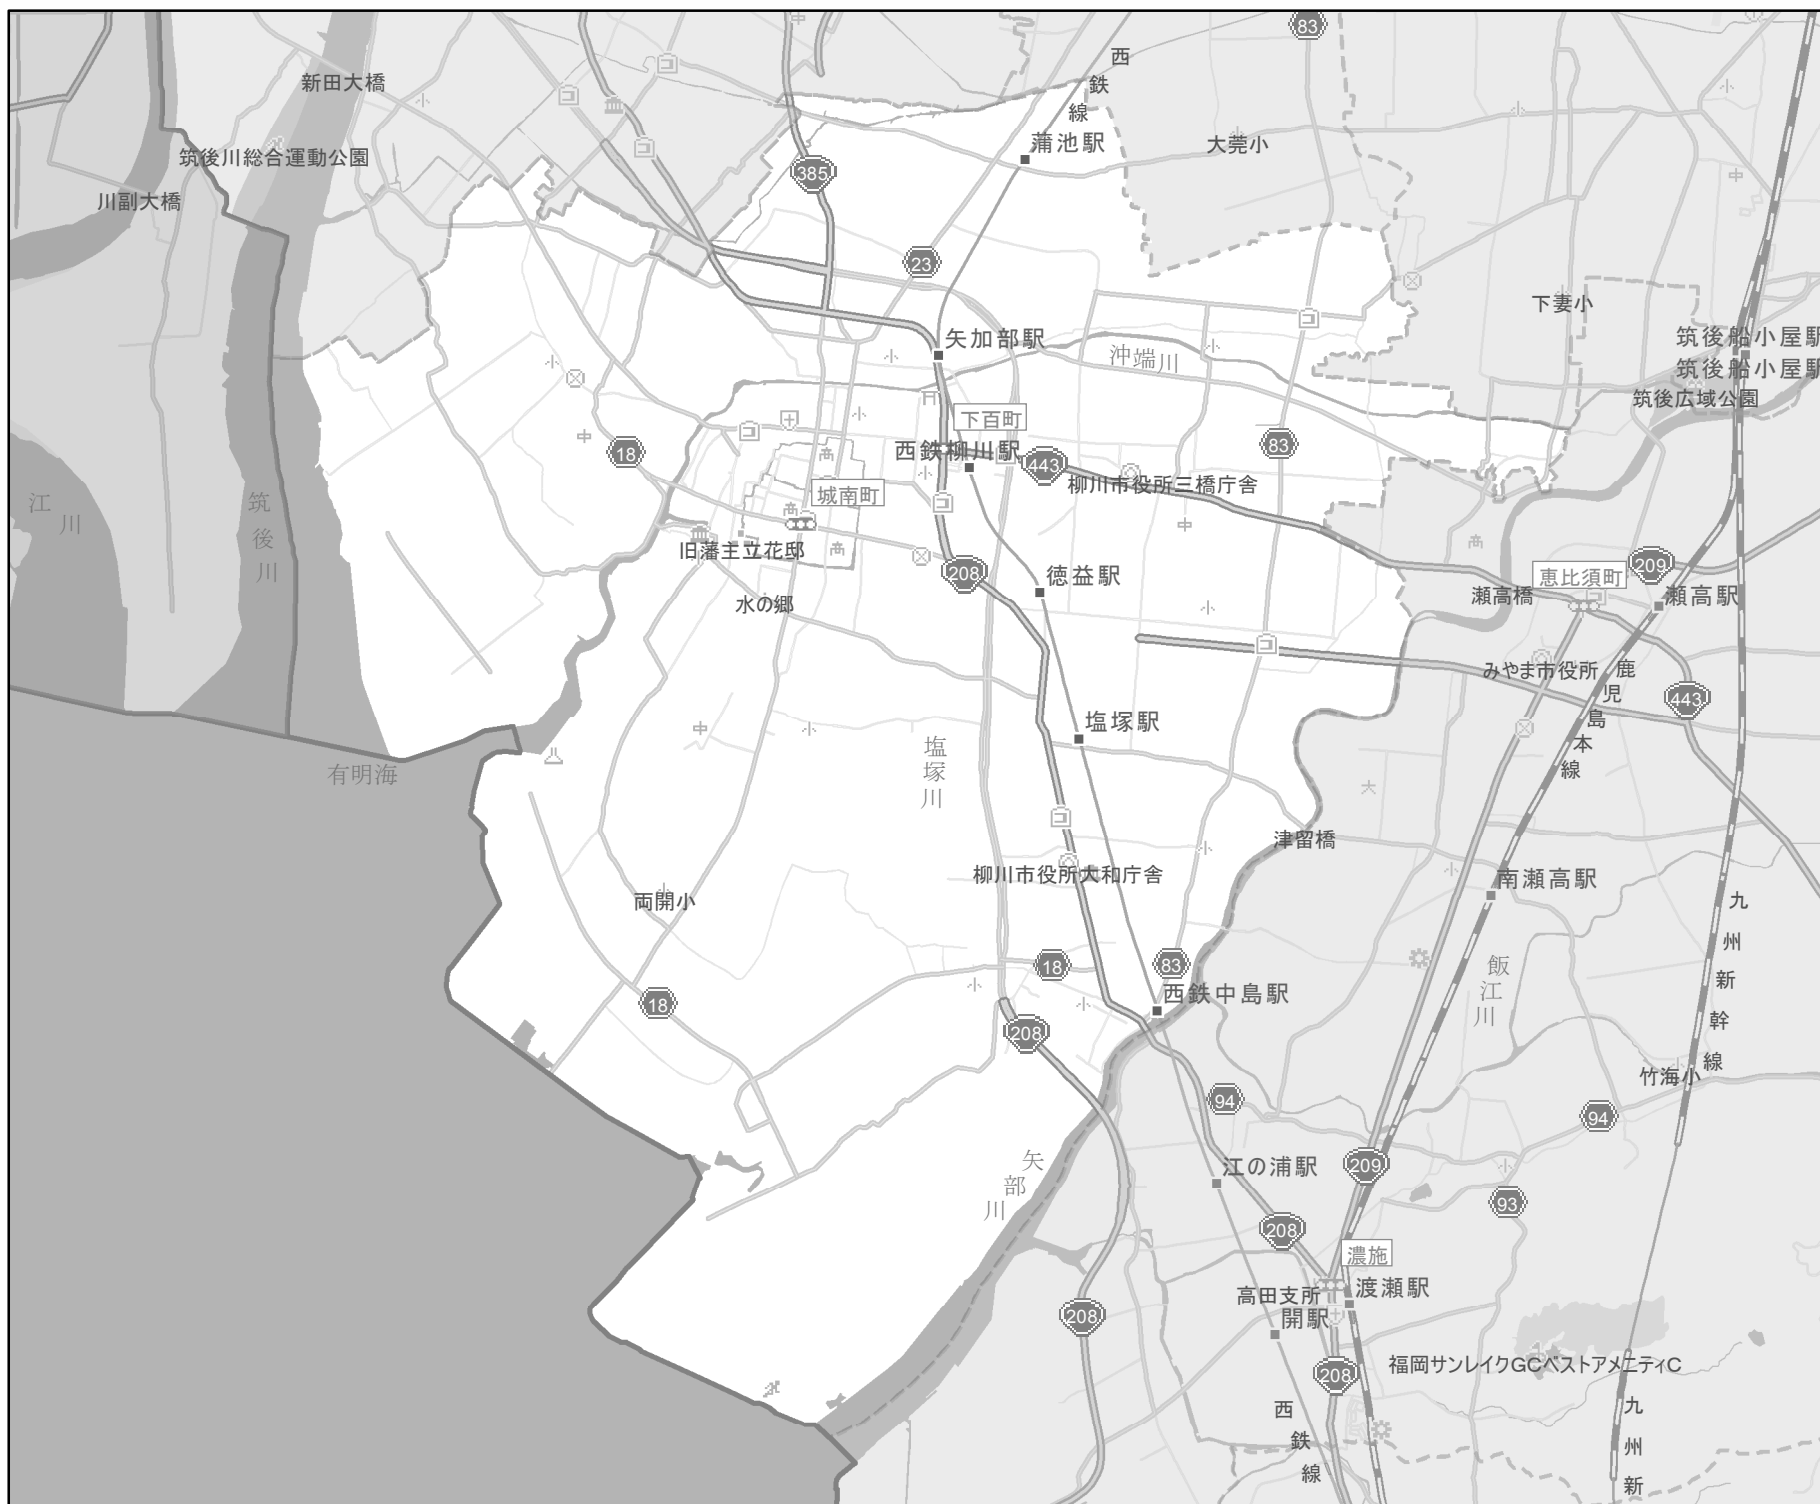 83
西鉄線
新田大橋
蒲池駅
大莞小
筑後川総合運動公園
385
川副大橋
23
下妻小
矢加部駅
沖端川
筑後船小屋駅
筑後船小屋駅
筑後広域公園
下百町
18
西鉄柳川駅
443
83
柳川市役所三橋庁舎
城南町
江川
筑後川
旧藩主立花邸
208
徳益駅
209
恵比須町
瀬高橋
瀬高駅
水の郷
みやま市役所
鹿児島本線
443
塩塚駅
塩塚川
有明海
大
津留橋
柳川市役所大和庁舎
南瀬高駅
両開小
九州新幹線
18
83
飯江川
西鉄中島駅
18
208
竹海小
94
94
矢部川
江の浦駅
209
93
208
濃施
高田支所
渡瀬駅
208
開駅
福岡サンレイクGCベストアメニティC
208
西鉄線
九州新